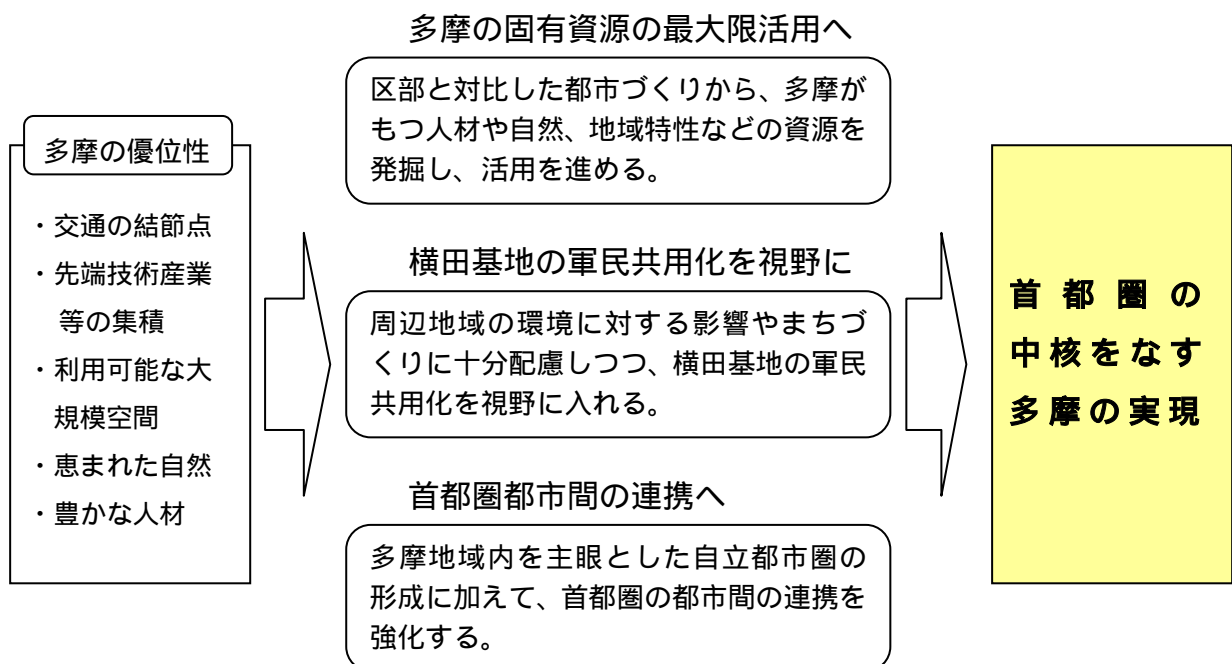 多摩の優位性
・交通の結節点
・先端技術産業
等の集積
・利用可能な大
規模空間
・恵まれた自然
・豊かな人材
多摩の固有資源の最大限活用へ
区部と対比した都市づくりから、多摩が
もつ人材や自然、地域特性などの資源を
発掘し、活用を進める。
横田基地の軍民共用化を視野に
周辺地域の環境に対する影響やまちづ
くりに十分配慮しつつ、横田基地の軍民
共用化を視野に入れる。
首都圏都市間の連携へ
多摩地域内を主眼とした自立都市圏の
形成に加えて、首都圏の都市間の連携を
強化する。
首都圏の
中核をなす
多摩の実現